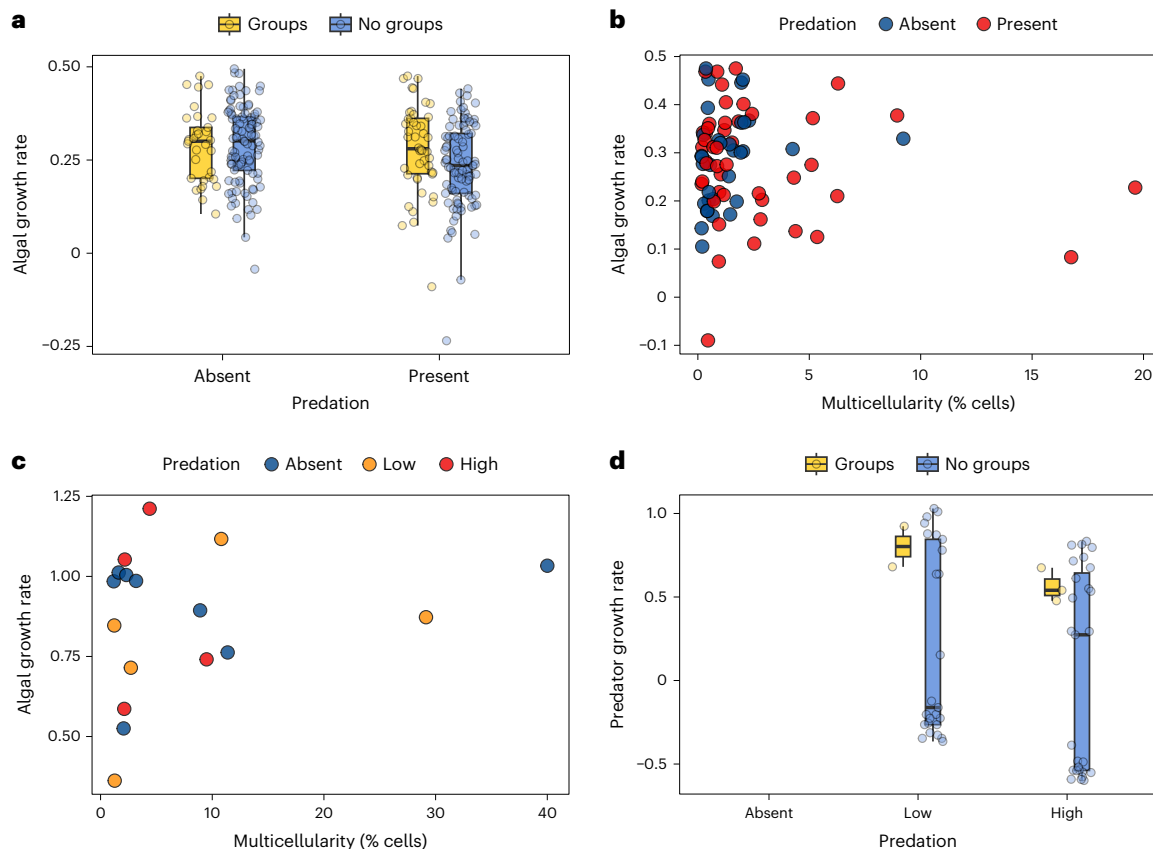 a
Groups
No groups
0.50
0.25
0
−0.25
Algal growth rate
Absent
Present
Predation
b
Predation
Absent
Present
0.5
0.4
0.3
0.2
0.1
0
−0.1
Algal growth rate
0
5
10
15
20
Multicellularity (% cells)
c
Predation
Absent
Low
High
1.25
1.00
0.75
0.50
Algal growth rate
0
10
20
30
40
Multicellularity (% cells)
d
Groups
No groups
1.0
0.5
0
−0.5
Predator growth rate
Absent
Low
High
Predation